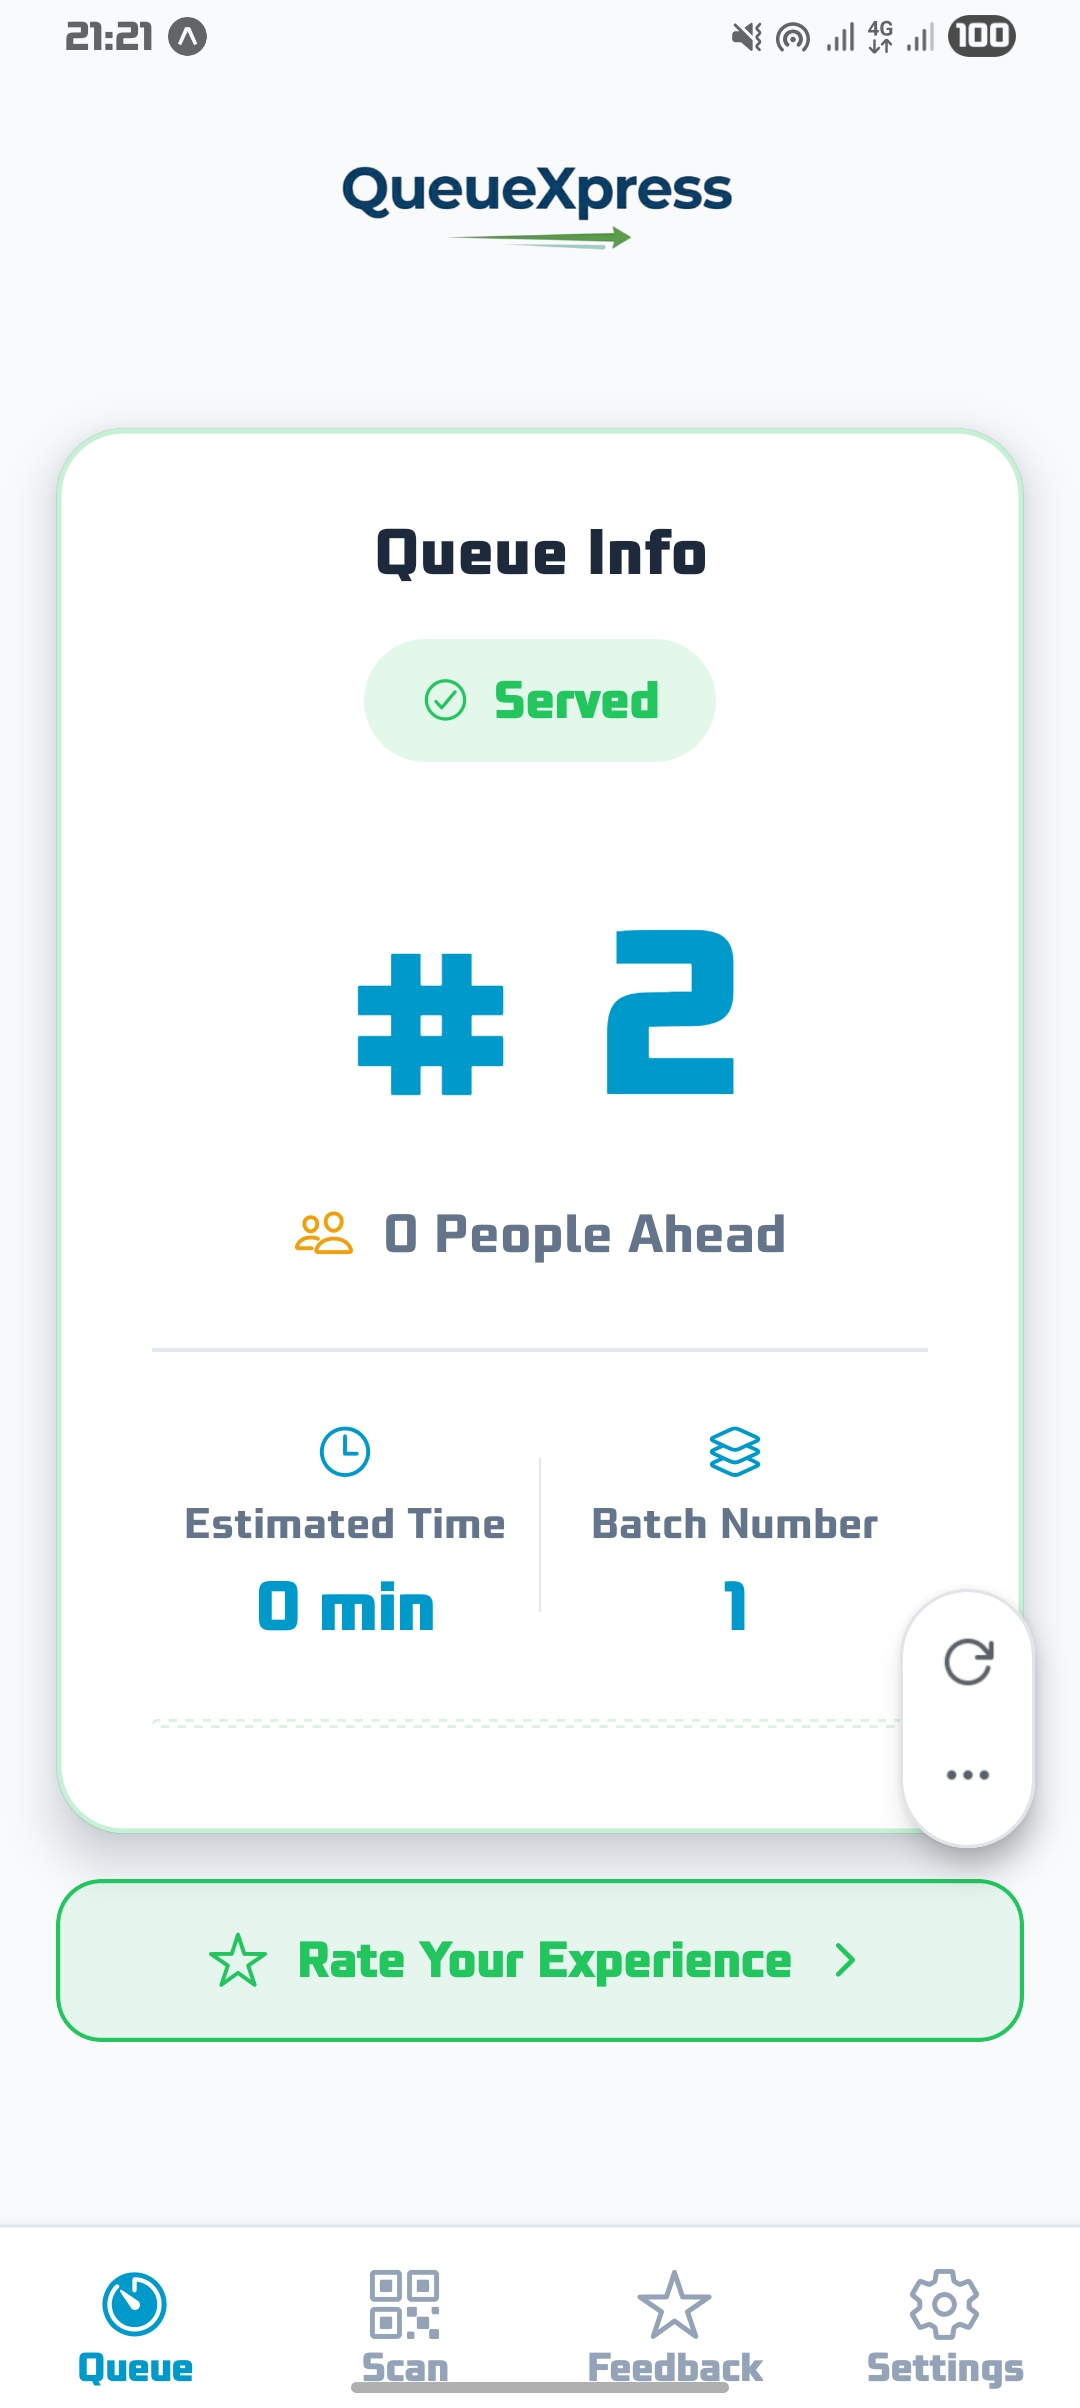 21:21
4G
100
QueueXpress
Queue Info
Served
# 2
0 People Ahead
Estimated Time
Batch Number
0 min
1
Rate Your Experience
Queue
Scan
Feedback
Settings